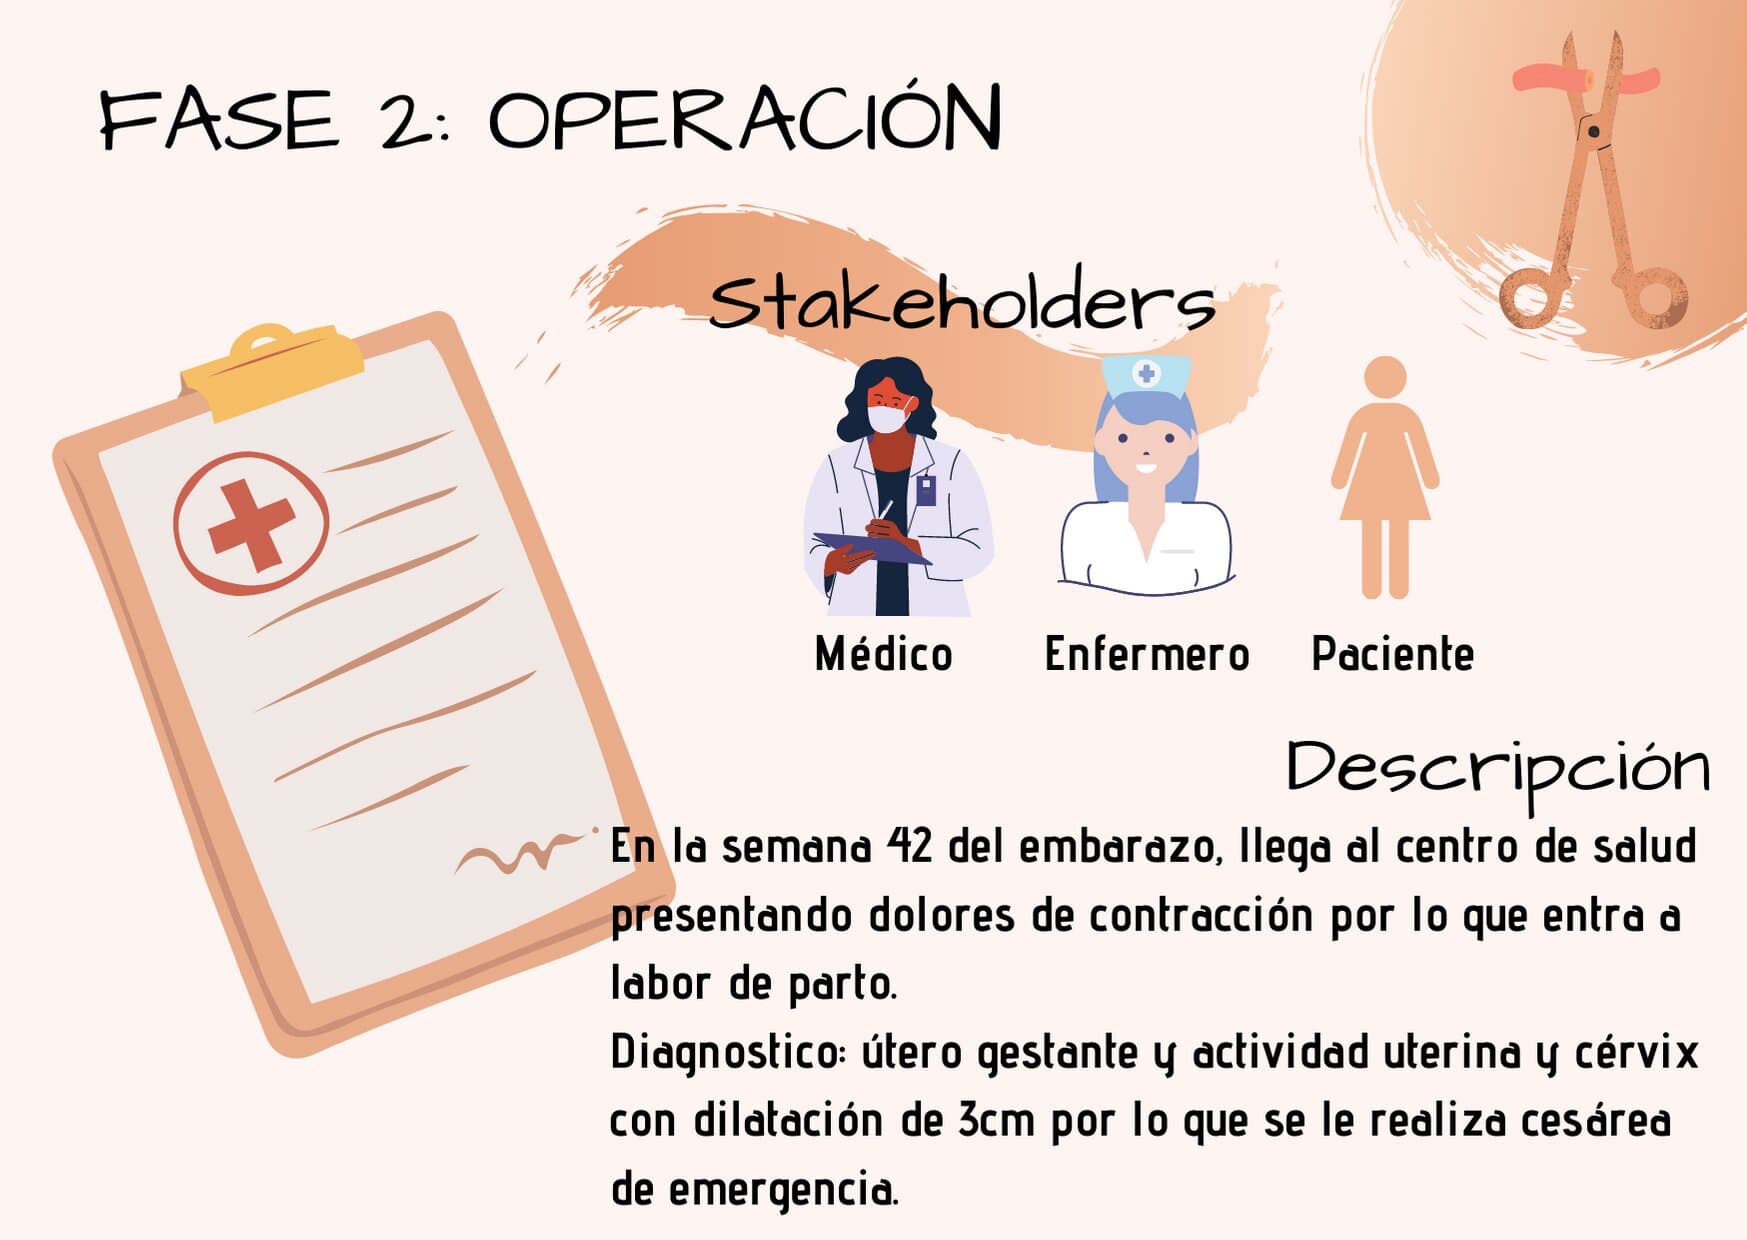 FASE 2: OPERACIÓN
Stakeholders
Médico
Enfermero
Paciente
Descripción
En la semana 42 del embarazo, llega al centro de salud
presentando dolores de contracción por lo que entra a
labor de parto.
Diagnostico: útero gestante y actividad uterina y cérvix
con dilatación de 3cm por lo que se le realiza cesárea
de emergencia.